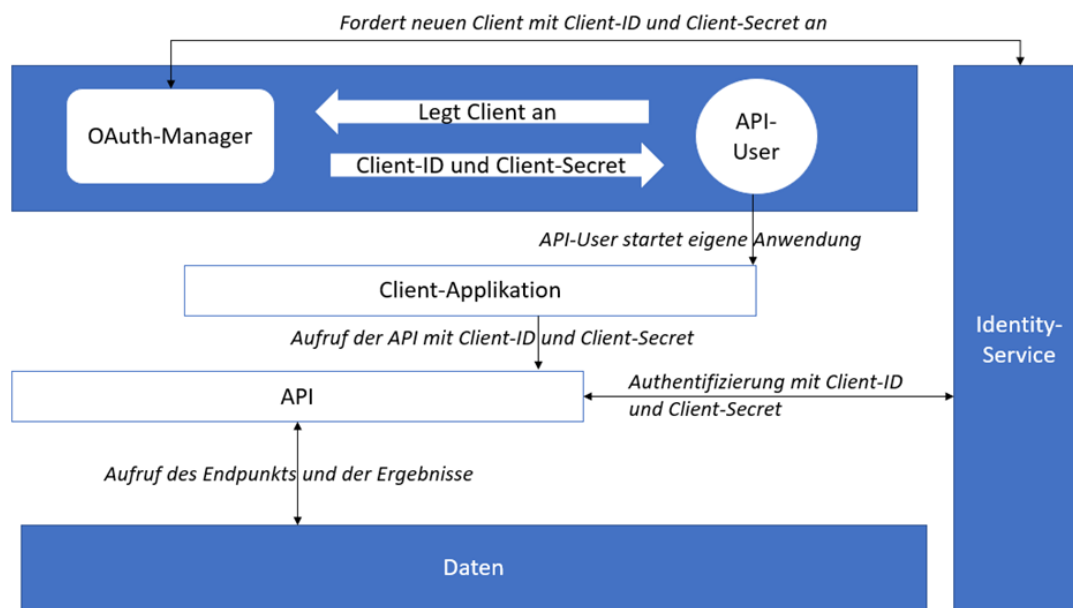 Fordert neuen Client mit Client-ID und Client-Secret an
OAuth-Manager
Legt Client an
Client-ID und Client-Secret
API-
User
API-User startet eigene Anwendung
Client-Applikation
Aufruf der API mit Client-ID und Client-Secret
Identity-
Service
API
Authentifizierung mit Client-ID
und Client-Secret
Aufruf des Endpunkts und der Ergebnisse
Daten